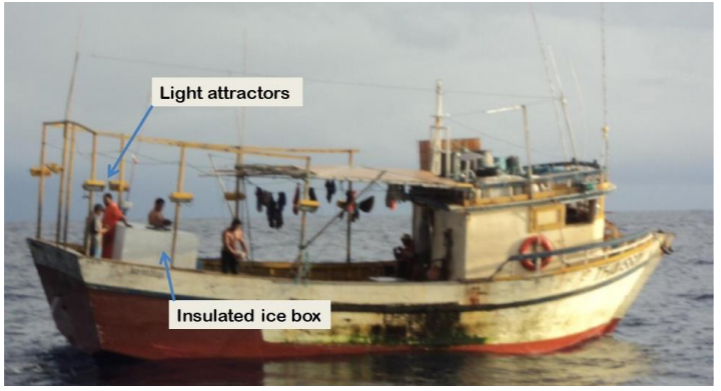 Light attractors
Insulated ice box